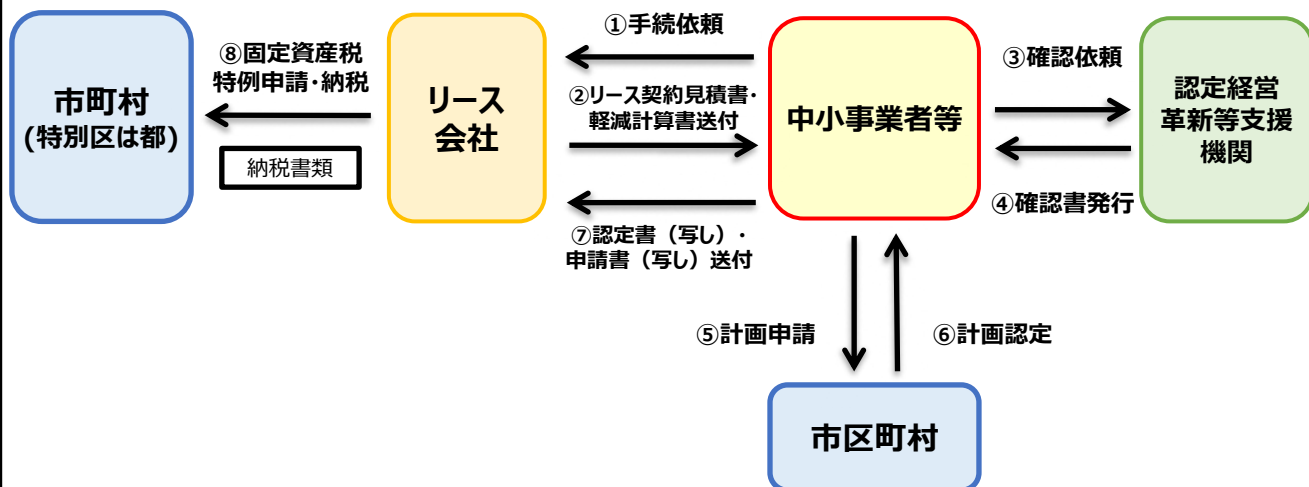 ①手続依頼
⑧固定資産税
特例申請・納税
③確認依頼
市町村
(特別区は都)
リース
会社
②リース契約見積書・
軽減計算書送付
中小事業者等
認定経営
革新等支援
機関
納税書類
④確認書発行
⑦認定書（写し）・
申請書（写し）送付
⑤計画申請
⑥計画認定
市区町村